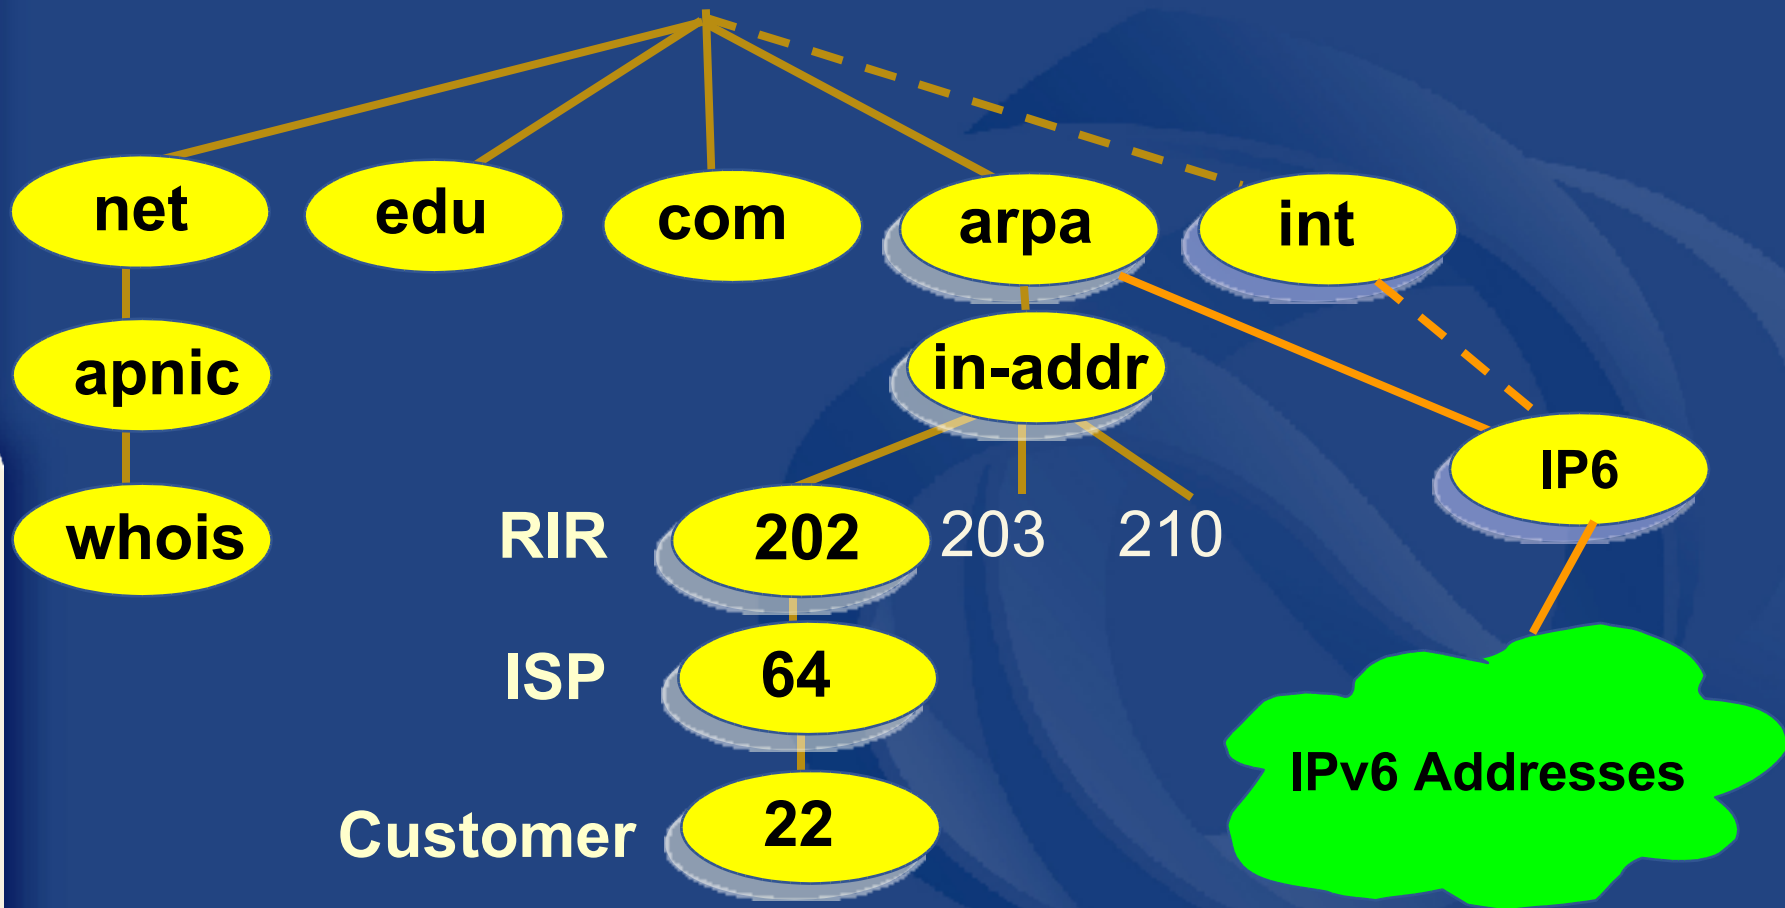 net
edu
com
arpa
int
apnic
in-addr
IP6
whois
RIR
202
203
210
ISP
64
IPv6 Addresses
Customer
22